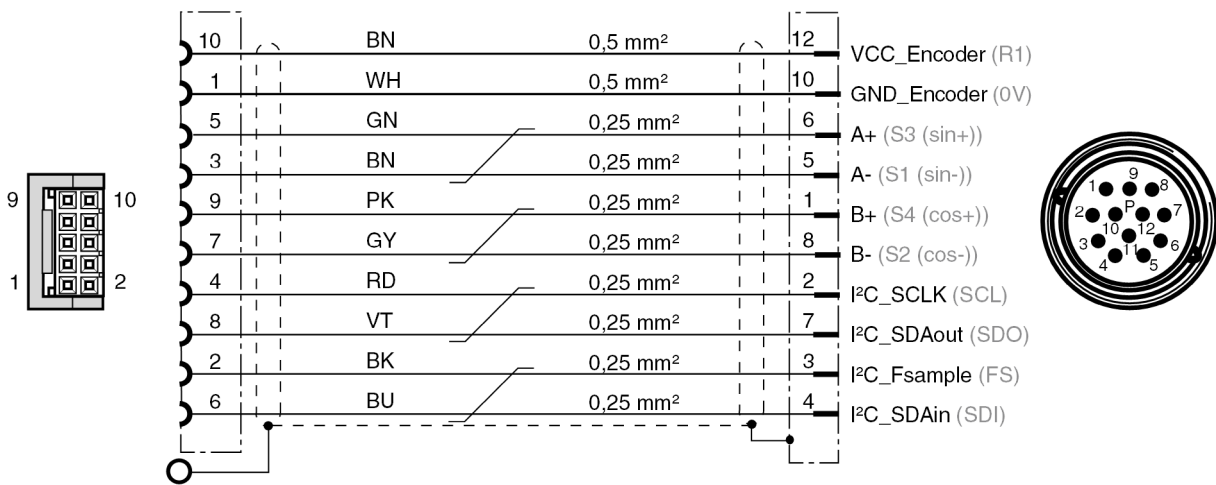 10 BN 0,5 mm² 12 VCC_Encoder (R1)
1 WH 0,5 mm² 10 GND_Encoder (0V)
5 GN 0,25 mm² 6 A+ (S3 (sin+))
3 BN 0,25 mm² 5 A- (S1 (sin-))
9 PK 0,25 mm² 1 B+ (S4 (cos+))
7 GY 0,25 mm² 8 B- (S2 (cos-))
4 RD 0,25 mm² 2 I²C_SCLK (SCL)
8 VT 0,25 mm² 7 I²C_SDAout (SDO)
2 BK 0,25 mm² 3 I²C_Fsample (FS)
6 BU 0,25 mm² 4 I²C_SDAin (SDI)
9 10
1 2
1 9 8
2 P 7
10 12
3 6
4 11 5